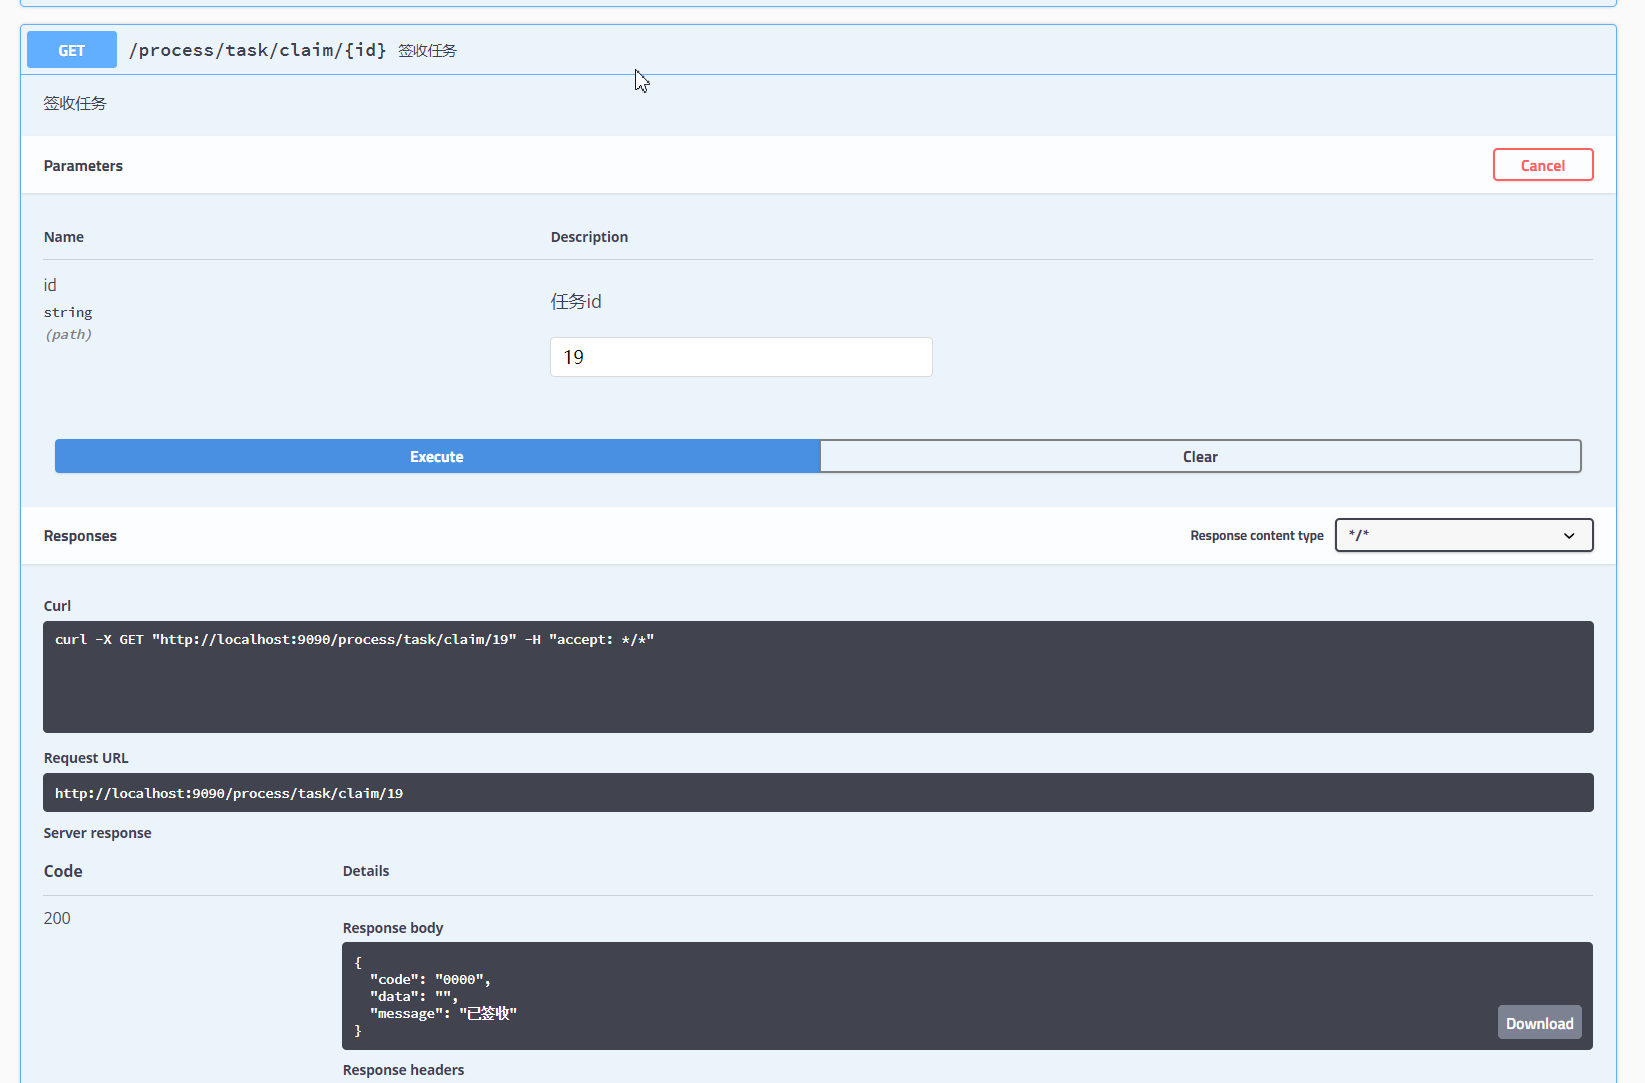 GET /process/task/claim/{id} 签收任务
签收任务
Parameters
Cancel
Name Description
id
string
(path)
任务id
19
Execute Clear
Responses
Response content type */*
Curl
curl -X GET "http://localhost:9090/process/task/claim/19" -H "accept: */*"
Request URL
http://localhost:9090/process/task/claim/19
Server response
Code Details
200
Response body
{
  "code": "0000",
  "data": "",
  "message": "已签收"
}
Download
Response headers